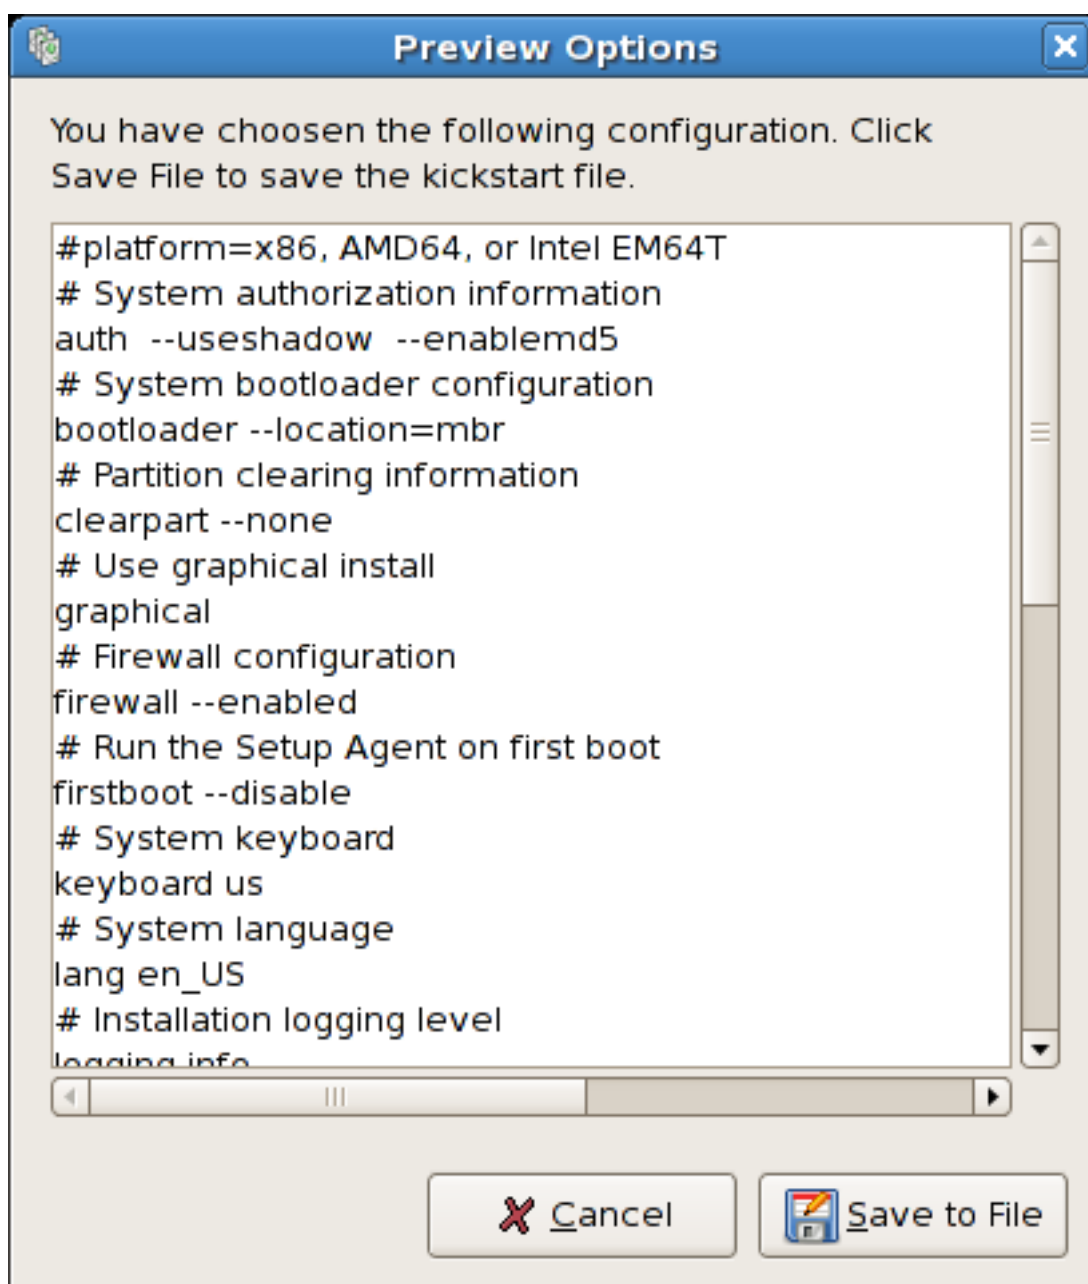 Preview Options
You have choosen the following configuration. Click
Save File to save the kickstart file.
#platform=x86, AMD64, or Intel EM64T
# System authorization information
auth  --useshadow  --enablemd5
# System bootloader configuration
bootloader --location=mbr
# Partition clearing information
clearpart --none
# Use graphical install
graphical
# Firewall configuration
firewall --enabled
# Run the Setup Agent on first boot
firstboot --disable
# System keyboard
keyboard us
# System language
lang en_US
# Installation logging level
logging info
Cancel
Save to File